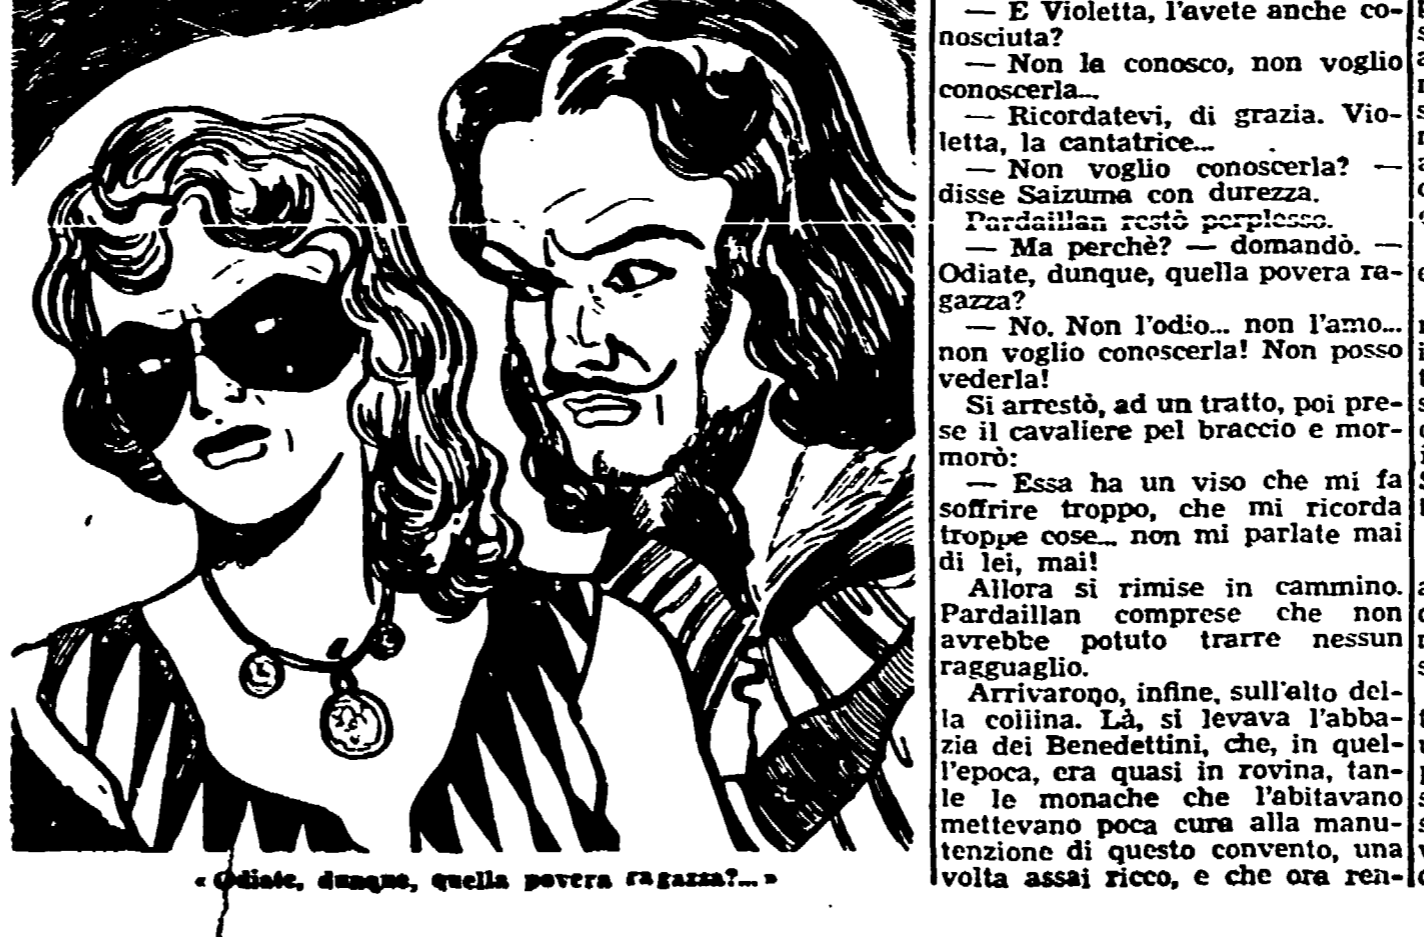 — E Violetta, l'avete anche co-
nosciuta?
— Non la conosco, non voglio
conoscerla...
— Ricordatevi, di grazia. Vio-
letta, la cantatrice...
— Non voglio conoscerla? —
disse Saizuma con durezza.
Pardaillan restò perplesso.
— Ma perchè? — domandò. —
Odiate, dunque, quella povera ra-
gazza?
— No. Non l'odio... non l'amo...
non voglio conoscerla! Non posso
vederla!
Si arrestò, ad un tratto, poi pre-
se il cavaliere pel braccio e mor-
morò:
— Essa ha un viso che mi fa
soffrire troppo, che mi ricorda
troppe cose... non mi parlate mai
di lei, mai!
Allora si rimise in cammino.
Pardaillan comprese che non
avrebbe potuto trarre nessun
ragguaglio.
Arrivarono, infine, sull'alto del-
la collina. Là, si levava l'abba-
zia dei Benedettini, che, in quel-
l'epoca, era quasi in rovina, tan-
le le monache che l'abitavano
mettevano poca cura alla manu-
tenzione di questo convento, una
volta assai ricco, e che ora ren-
« Odiate, dunque, quella povera ragazza?... »